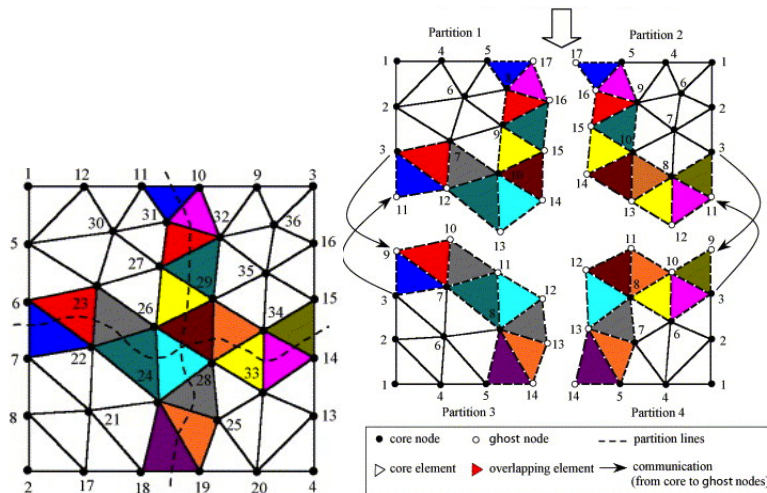 Partition 1
Partition 2
1 4 5 17
17 5 4 1
6 8 16
16 9 6
2
2
15 7
3 9 15
10 3
7 10
8
14
12 14
13 11
11
13
12
1 12 11 10 9 3
30 31 32 36
5 16
27 35
29
6 23 26 34 15
22
7 14
24 28 33
8 21 25 13
2 17 18 19 20 4
10
9
11
3 7
12
8
2 6
13
1 4 5 14
11 9
12 10
8 3
13
7 6 2
14 5 4 1
Partition 3
Partition 4
core node
ghost node
partition lines
core element
overlapping element
communication
(from core to ghost nodes)